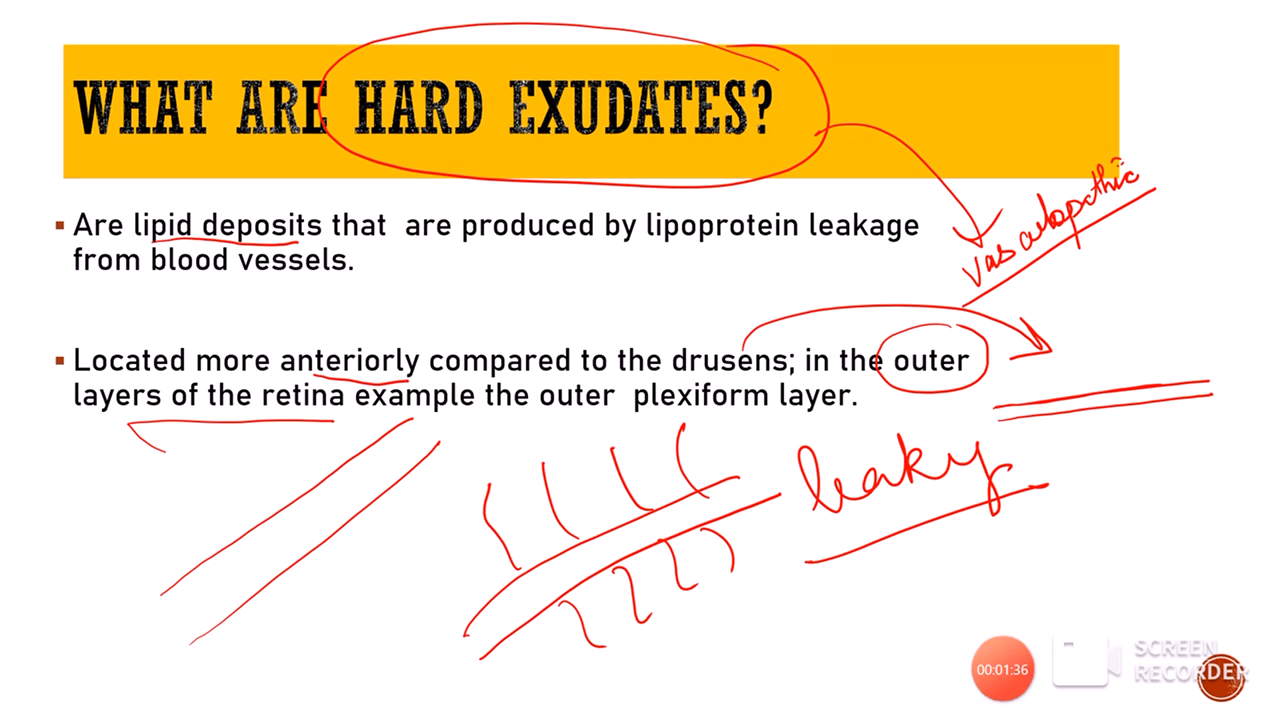 WHAT ARE HARD EXUDATES?
Are lipid deposits that are produced by lipoprotein leakage
from blood vessels.
vasculopathic
Located more anteriorly compared to the drusens; in the outer
layers of the retina example the outer plexiform layer.
leaky
00:01:36
SCREEN
RECORDER